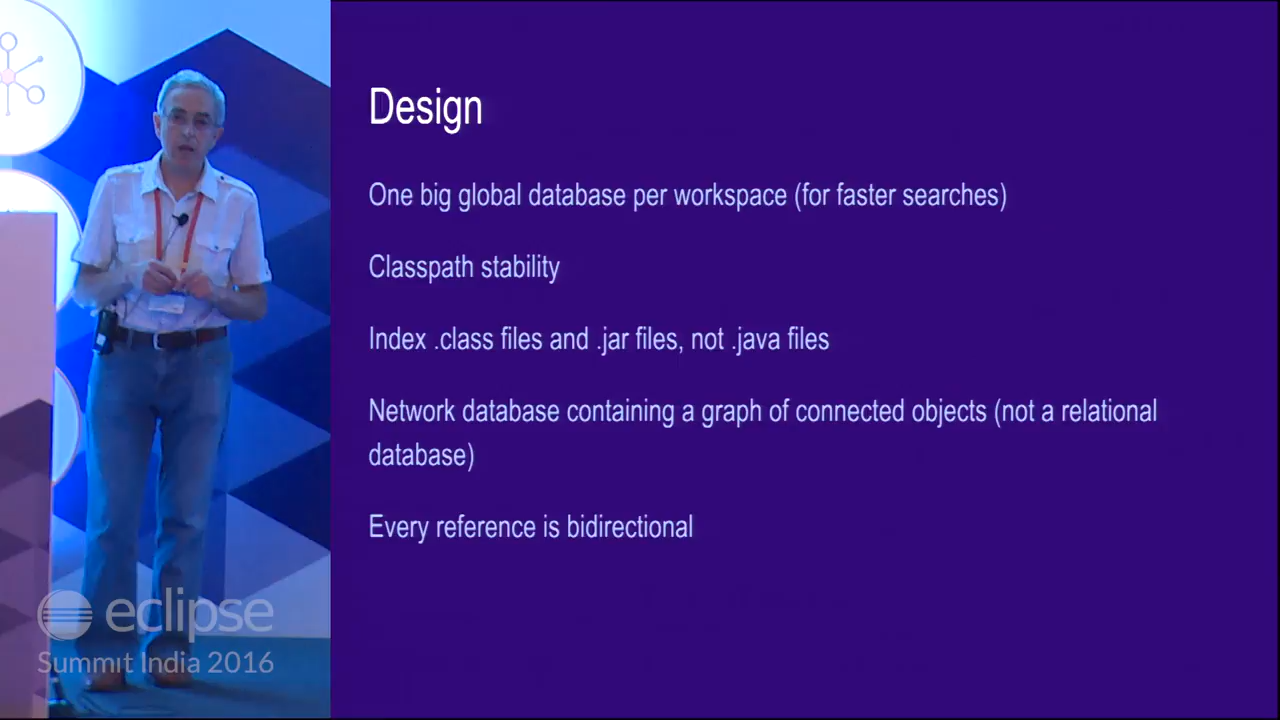 Design
One big global database per workspace (for faster searches)
Classpath stability
Index .class files and .jar files, not .java files
Network database containing a graph of connected objects (not a relational
database)
Every reference is bidirectional
eclipse
Summit India 2016